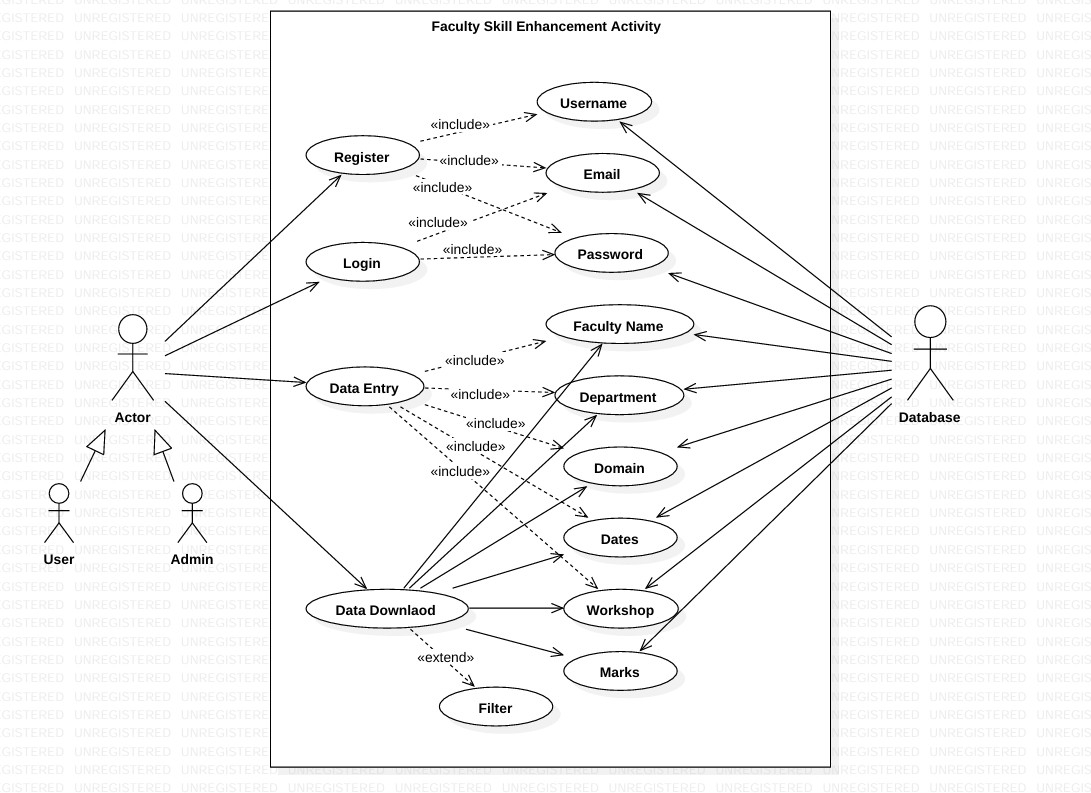 Faculty Skill Enhancement Activity
Username
«include»
Register
«include»
Email
«include»
«include»
Login
«include»
Password
Faculty Name
«include»
Data Entry
«include»
Department
«include»
Actor
Database
«include»
Domain
«include»
Dates
User
Admin
Data Downlaod
Workshop
«extend»
Marks
Filter
UNREGISTERED